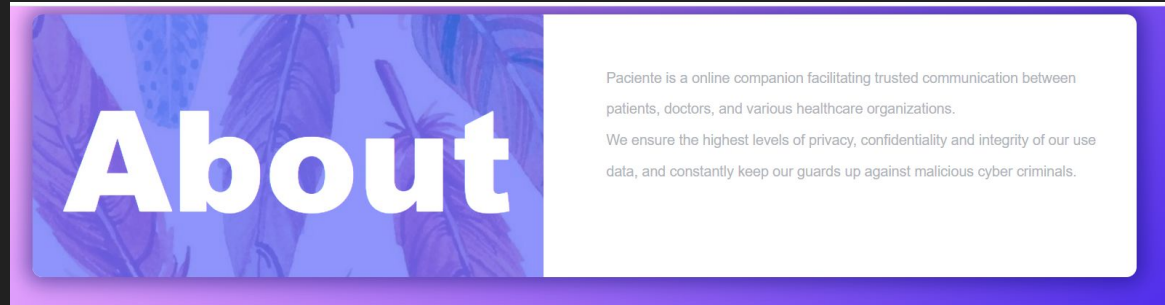 About
Paciente is a online companion facilitating trusted communication between
patients, doctors, and various healthcare organizations.
We ensure the highest levels of privacy, confidentiality and integrity of our use
data, and constantly keep our guards up against malicious cyber criminals.